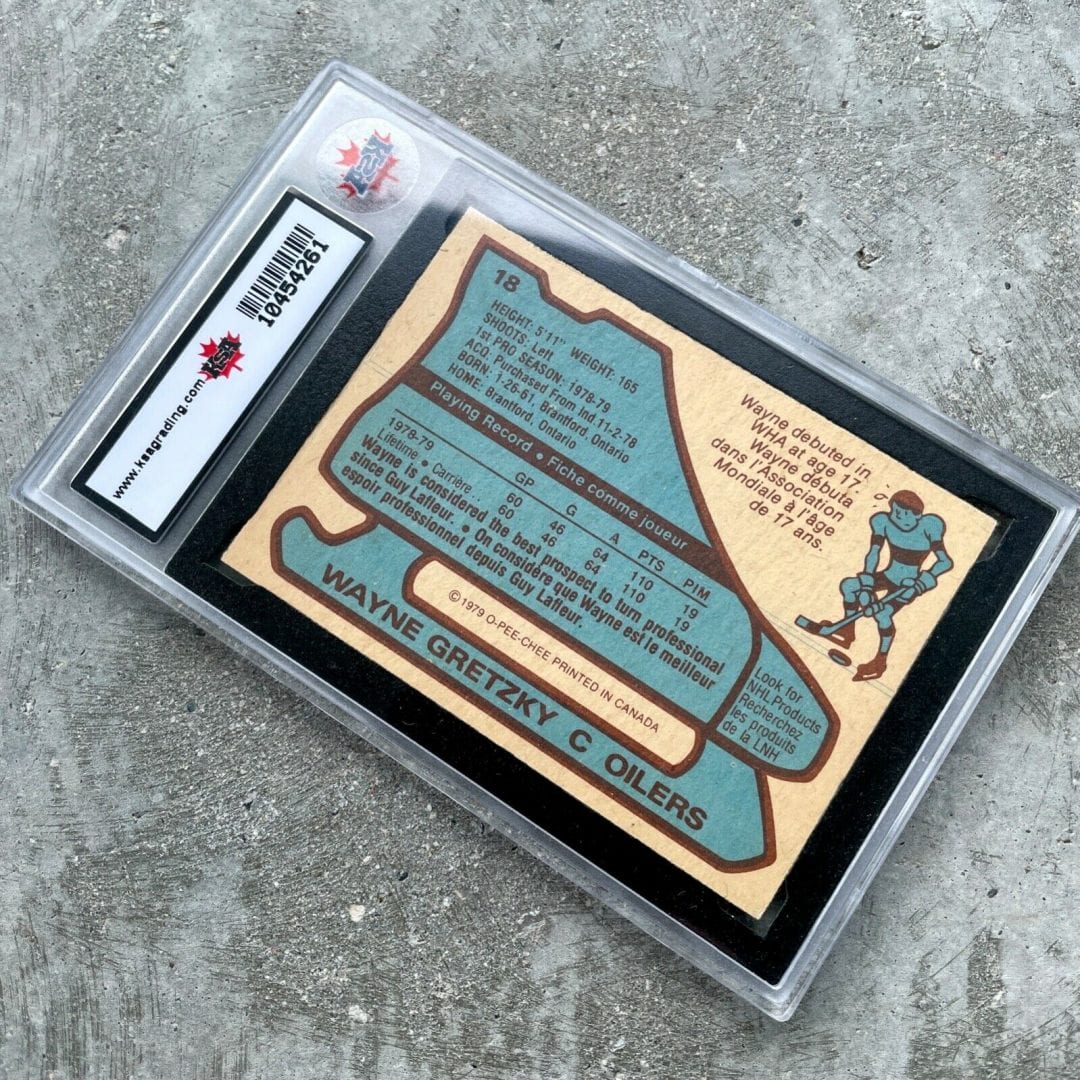 KSA
10454261
KSA
www.ksagrading.com
18
HEIGHT: 5'11" WEIGHT: 165
SHOOTS: Left
1st PRO SEASON: 1978-79
ACQ. Purchased From Ind. 11-2-78
BORN: 1-26-61, Brantford, Ontario
HOME: Brantford, Ontario
Playing Record • Fiche comme joueur
GP G A PTS PIM
1978-79 60 46 64 110 19
Lifetime • Carrière . . 60 46 64 110 19
Wayne is considered the best prospect to turn professional
since Guy Lafleur. • On considère que Wayne est le meilleur
espoir professionnel depuis Guy Lafleur.
Wayne debuted in
WHA at age 17.
Wayne débuta
dans l'Association
Mondiale à l'âge
de 17 ans.
Look for
NHL Products
Recherchez
les produits
de la LNH
© 1979 O-PEE-CHEE PRINTED IN CANADA
WAYNE GRETZKY C OILERS